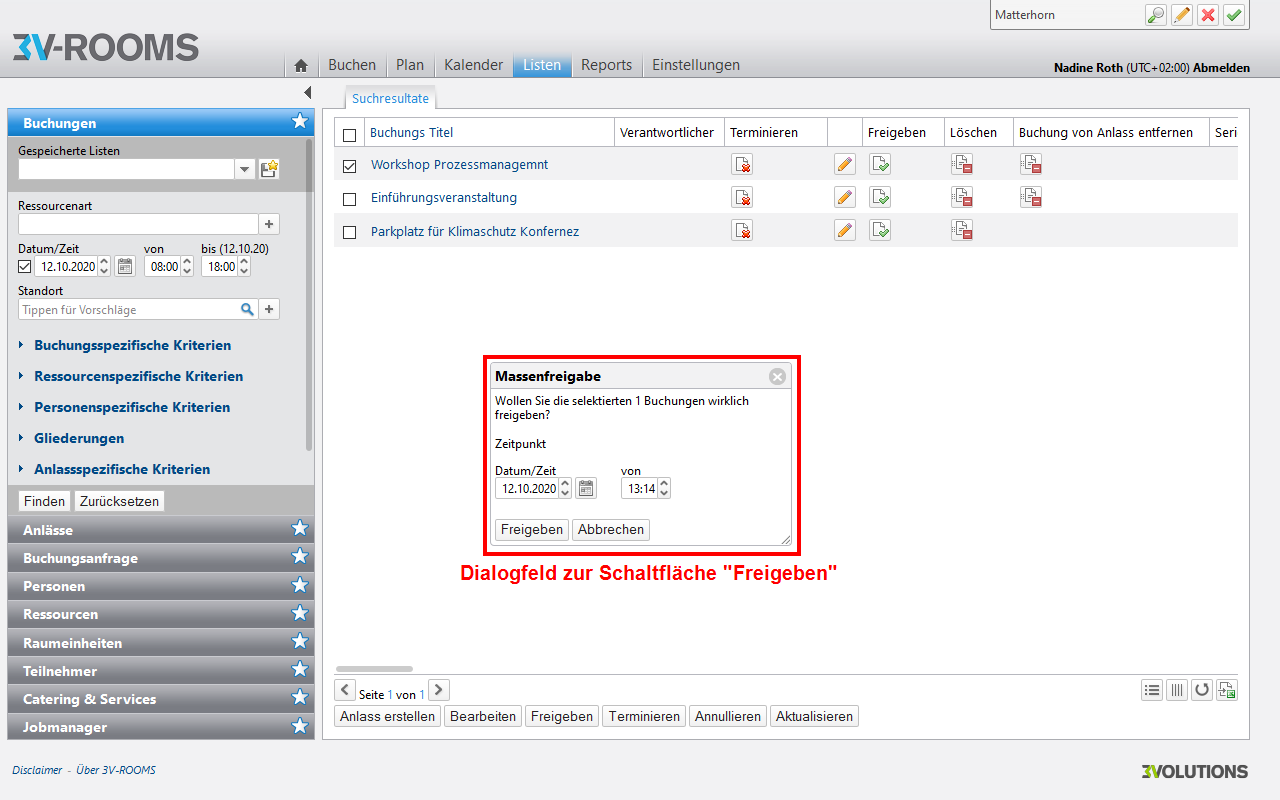 Matterhorn
3V-ROOMS
Buchen
Plan
Kalender
Listen
Reports
Einstellungen
Nadine Roth (UTC+02:00) Abmelden
Buchungen
Gespeicherte Listen
Ressourcenart
Datum/Zeit von bis (12.10.20)
12.10.2020 08:00 18:00
Standort
Tippen für Vorschläge
Buchungsspezifische Kriterien
Ressourcenspezifische Kriterien
Personenspezifische Kriterien
Gliederungen
Anlassspezifische Kriterien
Finden Zurücksetzen
Anlässe
Buchungsanfrage
Personen
Ressourcen
Raumeinheiten
Teilnehmer
Catering & Services
Jobmanager
Suchresultate
Buchungs Titel Verantwortlicher Terminieren Freigeben Löschen Buchung von Anlass entfernen Seri
Workshop Prozessmanagemnt
Einführungsveranstaltung
Parkplatz für Klimaschutz Konfernez
Massenfreigabe
Wollen Sie die selektierten 1 Buchungen wirklich
freigeben?
Zeitpunkt
Datum/Zeit von
12.10.2020 13:14
Freigeben Abbrechen
Dialogfeld zur Schaltfläche "Freigeben"
Seite 1 von 1
Anlass erstellen Bearbeiten Freigeben Terminieren Annullieren Aktualisieren
Disclaimer - Über 3V-ROOMS
3VOLUTIONS